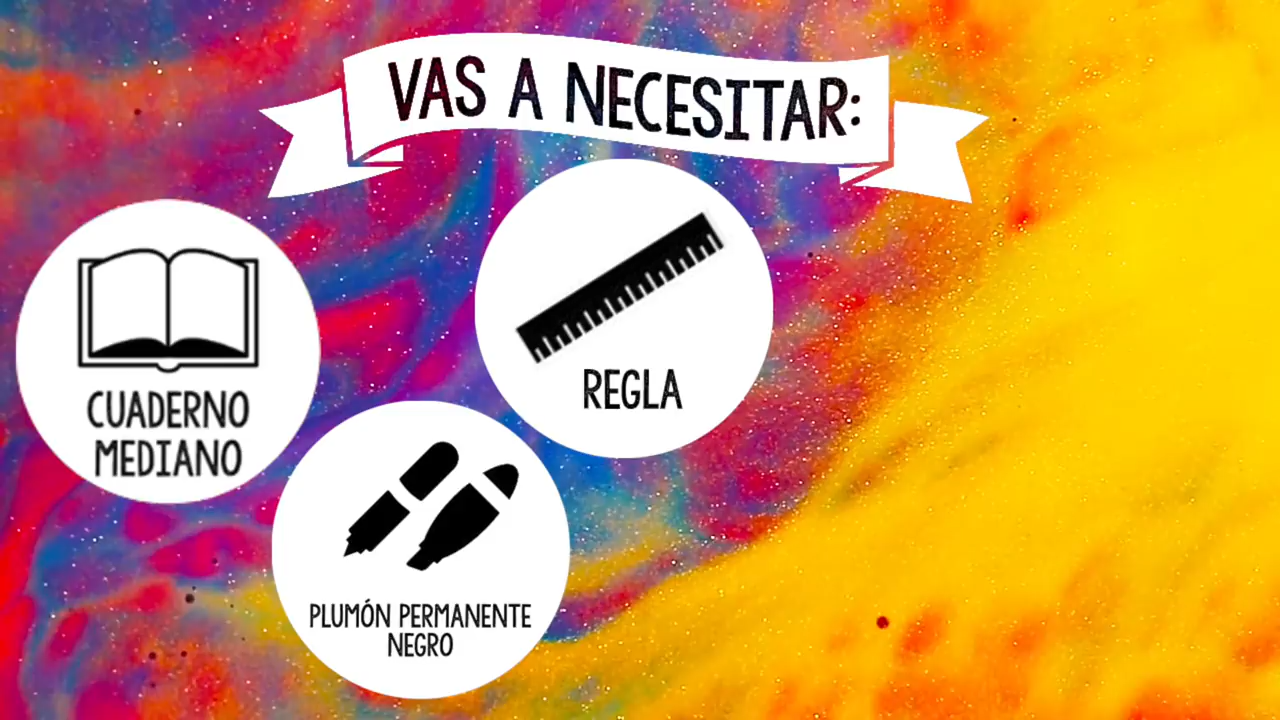 VAS A NECESITAR:
CUADERNO
MEDIANO
REGLA
PLUMÓN PERMANENTE
NEGRO